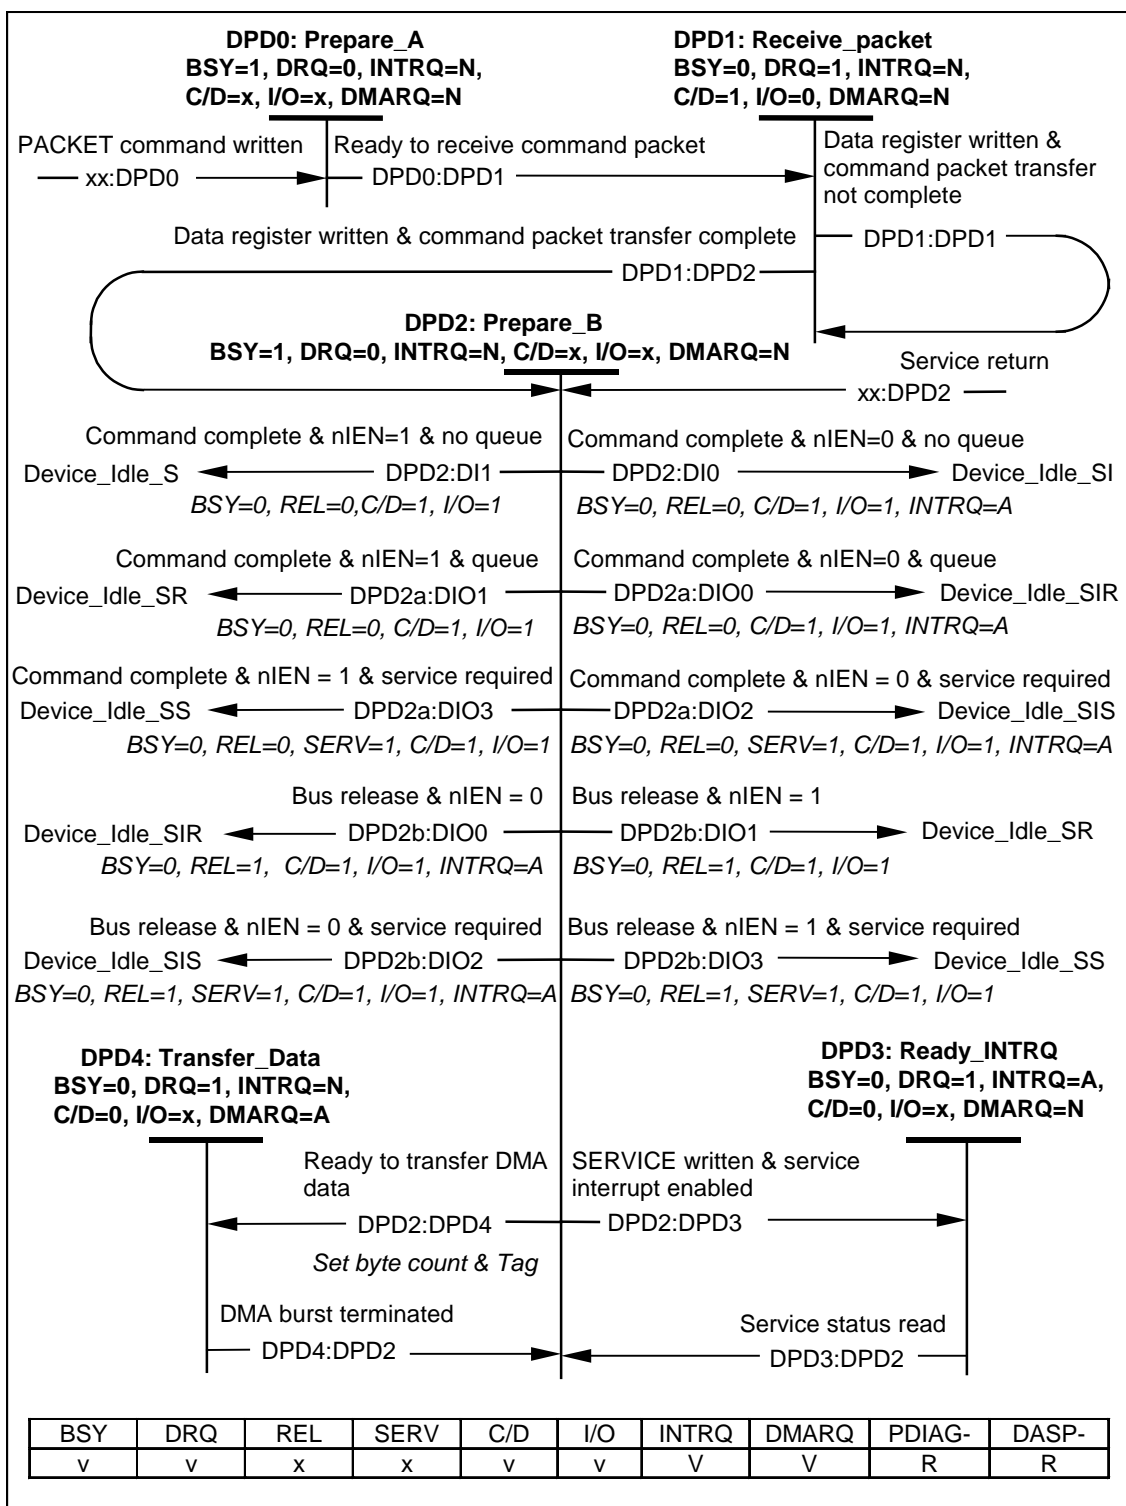 DPD0: Prepare_A
BSY=1, DRQ=0, INTRQ=N,
C/D=x, I/O=x, DMARQ=N
DPD1: Receive_packet
BSY=0, DRQ=1, INTRQ=N,
C/D=1, I/O=0, DMARQ=N
PACKET command written
xx:DPD0
Ready to receive command packet
DPD0:DPD1
Data register written &
command packet transfer
not complete
DPD1:DPD1
Data register written & command packet transfer complete
DPD1:DPD2
DPD2: Prepare_B
BSY=1, DRQ=0, INTRQ=N, C/D=x, I/O=x, DMARQ=N
Service return
xx:DPD2
Command complete & nIEN=1 & no queue
Device_Idle_S DPD2:DI1
BSY=0, REL=0,C/D=1, I/O=1
Command complete & nIEN=0 & no queue
DPD2:DI0 Device_Idle_SI
BSY=0, REL=0, C/D=1, I/O=1, INTRQ=A
Command complete & nIEN=1 & queue
Device_Idle_SR DPD2a:DIO1
BSY=0, REL=0, C/D=1, I/O=1
Command complete & nIEN=0 & queue
DPD2a:DIO0 Device_Idle_SIR
BSY=0, REL=0, C/D=1, I/O=1, INTRQ=A
Command complete & nIEN = 1 & service required
Device_Idle_SS DPD2a:DIO3
BSY=0, REL=0, SERV=1, C/D=1, I/O=1
Command complete & nIEN = 0 & service required
DPD2a:DIO2 Device_Idle_SIS
BSY=0, REL=0, SERV=1, C/D=1, I/O=1, INTRQ=A
Bus release & nIEN = 0
Device_Idle_SIR DPD2b:DIO0
BSY=0, REL=1, C/D=1, I/O=1, INTRQ=A
Bus release & nIEN = 1
DPD2b:DIO1 Device_Idle_SR
BSY=0, REL=1, C/D=1, I/O=1
Bus release & nIEN = 0 & service required
Device_Idle_SIS DPD2b:DIO2
BSY=0, REL=1, SERV=1, C/D=1, I/O=1, INTRQ=A
Bus release & nIEN = 1 & service required
DPD2b:DIO3 Device_Idle_SS
BSY=0, REL=1, SERV=1, C/D=1, I/O=1
DPD4: Transfer_Data
BSY=0, DRQ=1, INTRQ=N,
C/D=0, I/O=x, DMARQ=A
DPD3: Ready_INTRQ
BSY=0, DRQ=1, INTRQ=A,
C/D=0, I/O=x, DMARQ=N
Ready to transfer DMA
data
DPD2:DPD4
Set byte count & Tag
SERVICE written & service
interrupt enabled
DPD2:DPD3
DMA burst terminated
DPD4:DPD2
Service status read
DPD3:DPD2
BSY DRQ REL SERV C/D I/O INTRQ DMARQ PDIAG- DASP-
v v x x v v V V R R